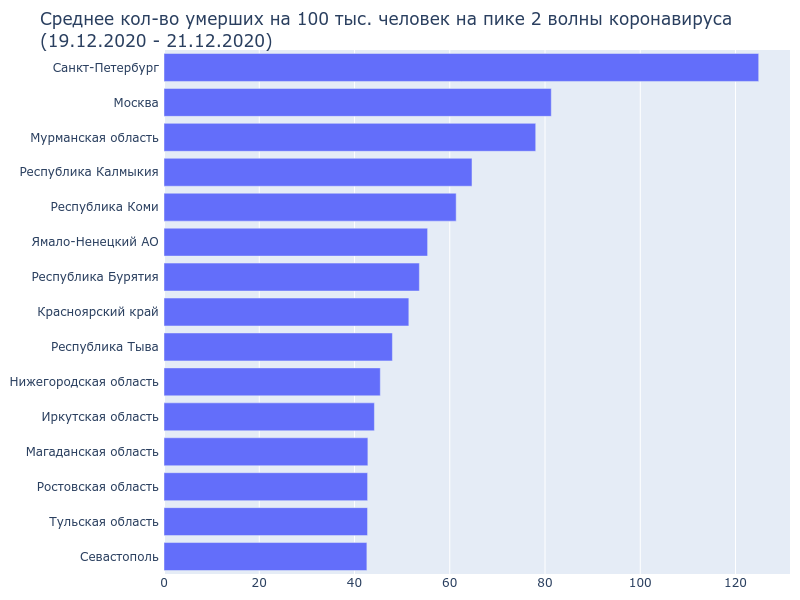 Среднее кол-во умерших на 100 тыс. человек на пике 2 волны коронавируса
(19.12.2020 - 21.12.2020)
Санкт-Петербург
Москва
Мурманская область
Республика Калмыкия
Республика Коми
Ямало-Ненецкий АО
Республика Бурятия
Красноярский край
Республика Тыва
Нижегородская область
Иркутская область
Магаданская область
Ростовская область
Тульская область
Севастополь
0 20 40 60 80 100 120